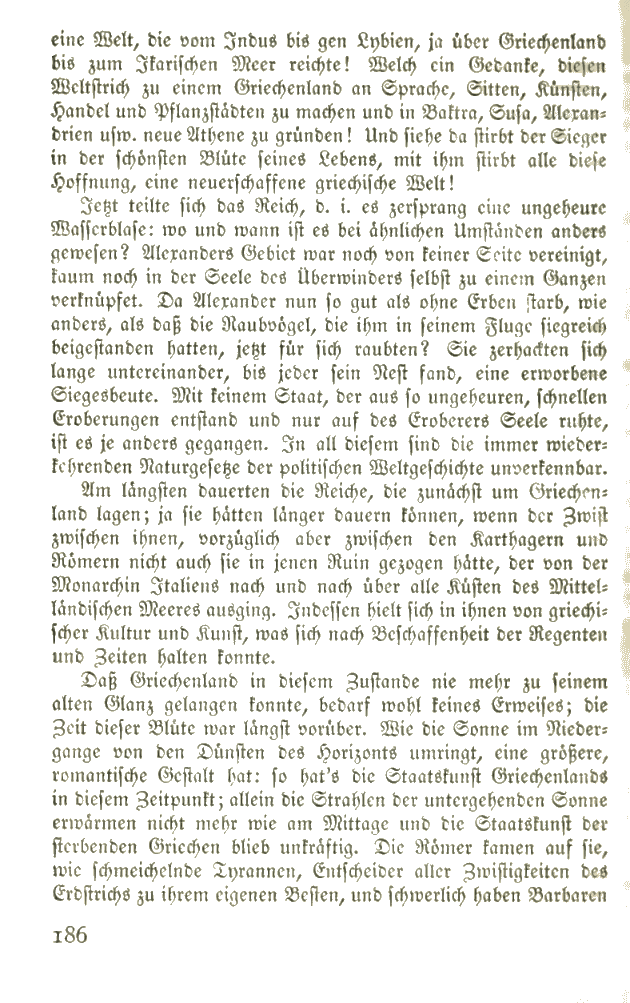 eine Welt, die vom Indus bis gen Lybien, ja über Griechenland
bis zum Ikarischen Meer reichte! Welch ein Gedanke, diesen
Weltstrich zu einem Griechenland an Sprache, Sitten, Künsten,
Handel und Pflanzstädten zu machen und in Baktra, Susa, Alexan-
drien usw. neue Athene zu gründen! Und siehe da stirbt der Sieger
in der schönsten Blüte seines Lebens, mit ihm stirbt alle diese
Hoffnung, eine neuerschaffene griechische Welt!
Jetzt teilte sich das Reich, d. i. es zersprang eine ungeheure
Wasserblase: wo und wann ist es bei ähnlichen Umständen anders
gewesen? Alexanders Gebiet war noch von keiner Seite vereinigt,
kaum noch in der Seele des Überwinders selbst zu einem Ganzen
verknüpfet. Da Alexander nun so gut als ohne Erben starb, wie
anders, als daß die Raubvögel, die ihm in seinem Fluge siegreich
beigestanden hatten, jetzt für sich raubten? Sie zerhackten sich
lange untereinander, bis jeder sein Nest fand, eine erworbene
Siegesbeute. Mit keinem Staat, der aus so ungeheuren, schnellen
Eroberungen entstand und nur auf des Eroberers Seele ruhte,
ist es je anders gegangen. In all diesem sind die immer wieder-
kehrenden Naturgesetze der politischen Weltgeschichte unverkennbar.
Am längsten dauerten die Reiche, die zunächst um Griechen-
land lagen; ja sie hätten länger dauern können, wenn der Zwist
zwischen ihnen, vorzüglich aber zwischen den Karthagern und
Römern nicht auch sie in jenen Ruin gezogen hätte, der von der
Monarchin Italiens nach und nach über alle Küsten des Mittel-
ländischen Meeres ausging. Indessen hielt sich in ihnen von griechi-
scher Kultur und Kunst, was sich nach Beschaffenheit der Regenten
und Zeiten halten konnte.
Daß Griechenland in diesem Zustande nie mehr zu seinem
alten Glanz gelangen konnte, bedarf wohl keines Erweises; die
Zeit dieser Blüte war längst vorüber. Wie die Sonne im Nieder-
gange von den Dünsten des Horizonts umringt, eine größere,
romantische Gestalt hat: so hat's die Staatskunst Griechenlands
in diesem Zeitpunkt; allein die Strahlen der untergehenden Sonne
erwärmen nicht mehr wie am Mittage und die Staatskunst der
sterbenden Griechen blieb unkräftig. Die Römer kamen auf sie,
wie schmeichelnde Tyrannen, Entscheider aller Zwistigkeiten des
Erdstrichs zu ihrem eigenen Besten, und schwerlich haben Barbaren
186